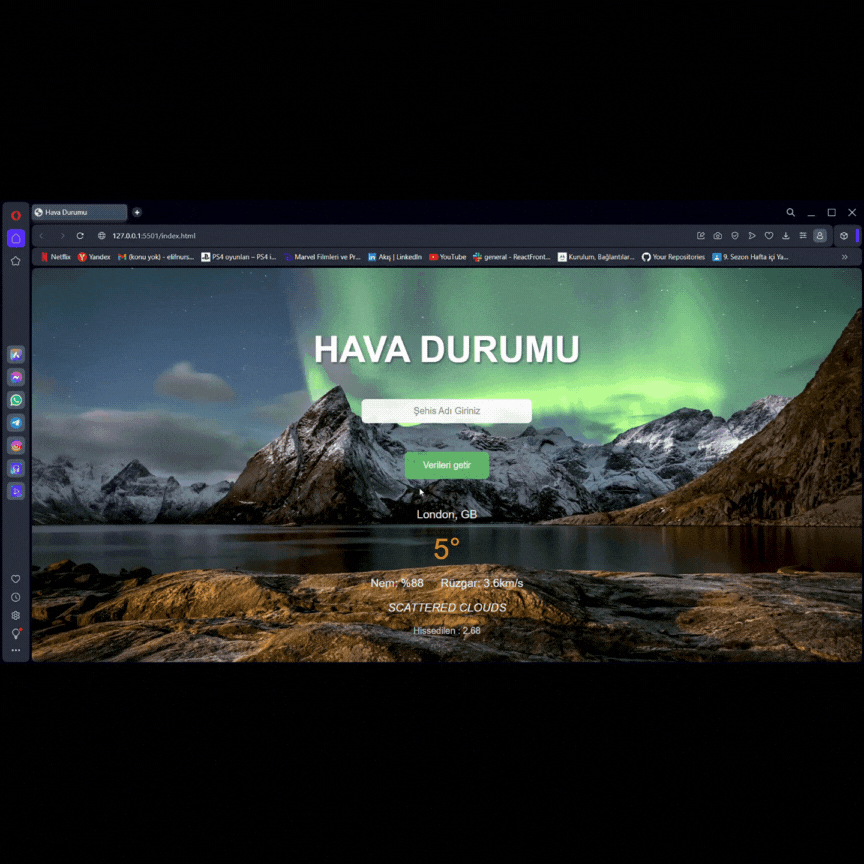 Hava Durumu
127.0.0.1:5501/index.html
Netflix Yandex (konu yok) - elifnurs... PS4 oyunları – PS4 i... Marvel Filmleri ve Pr... Akış | LinkedIn YouTube general - ReactFront... Kurulum, Bağlantılar... Your Repositories 9. Sezon Hafta içi Ya...
HAVA DURUMU
Şehis Adı Giriniz
Verileri getir
London, GB
5°
Nem: %88 Rüzgar: 3.6km/s
SCATTERED CLOUDS
Hissedilen : 2.68